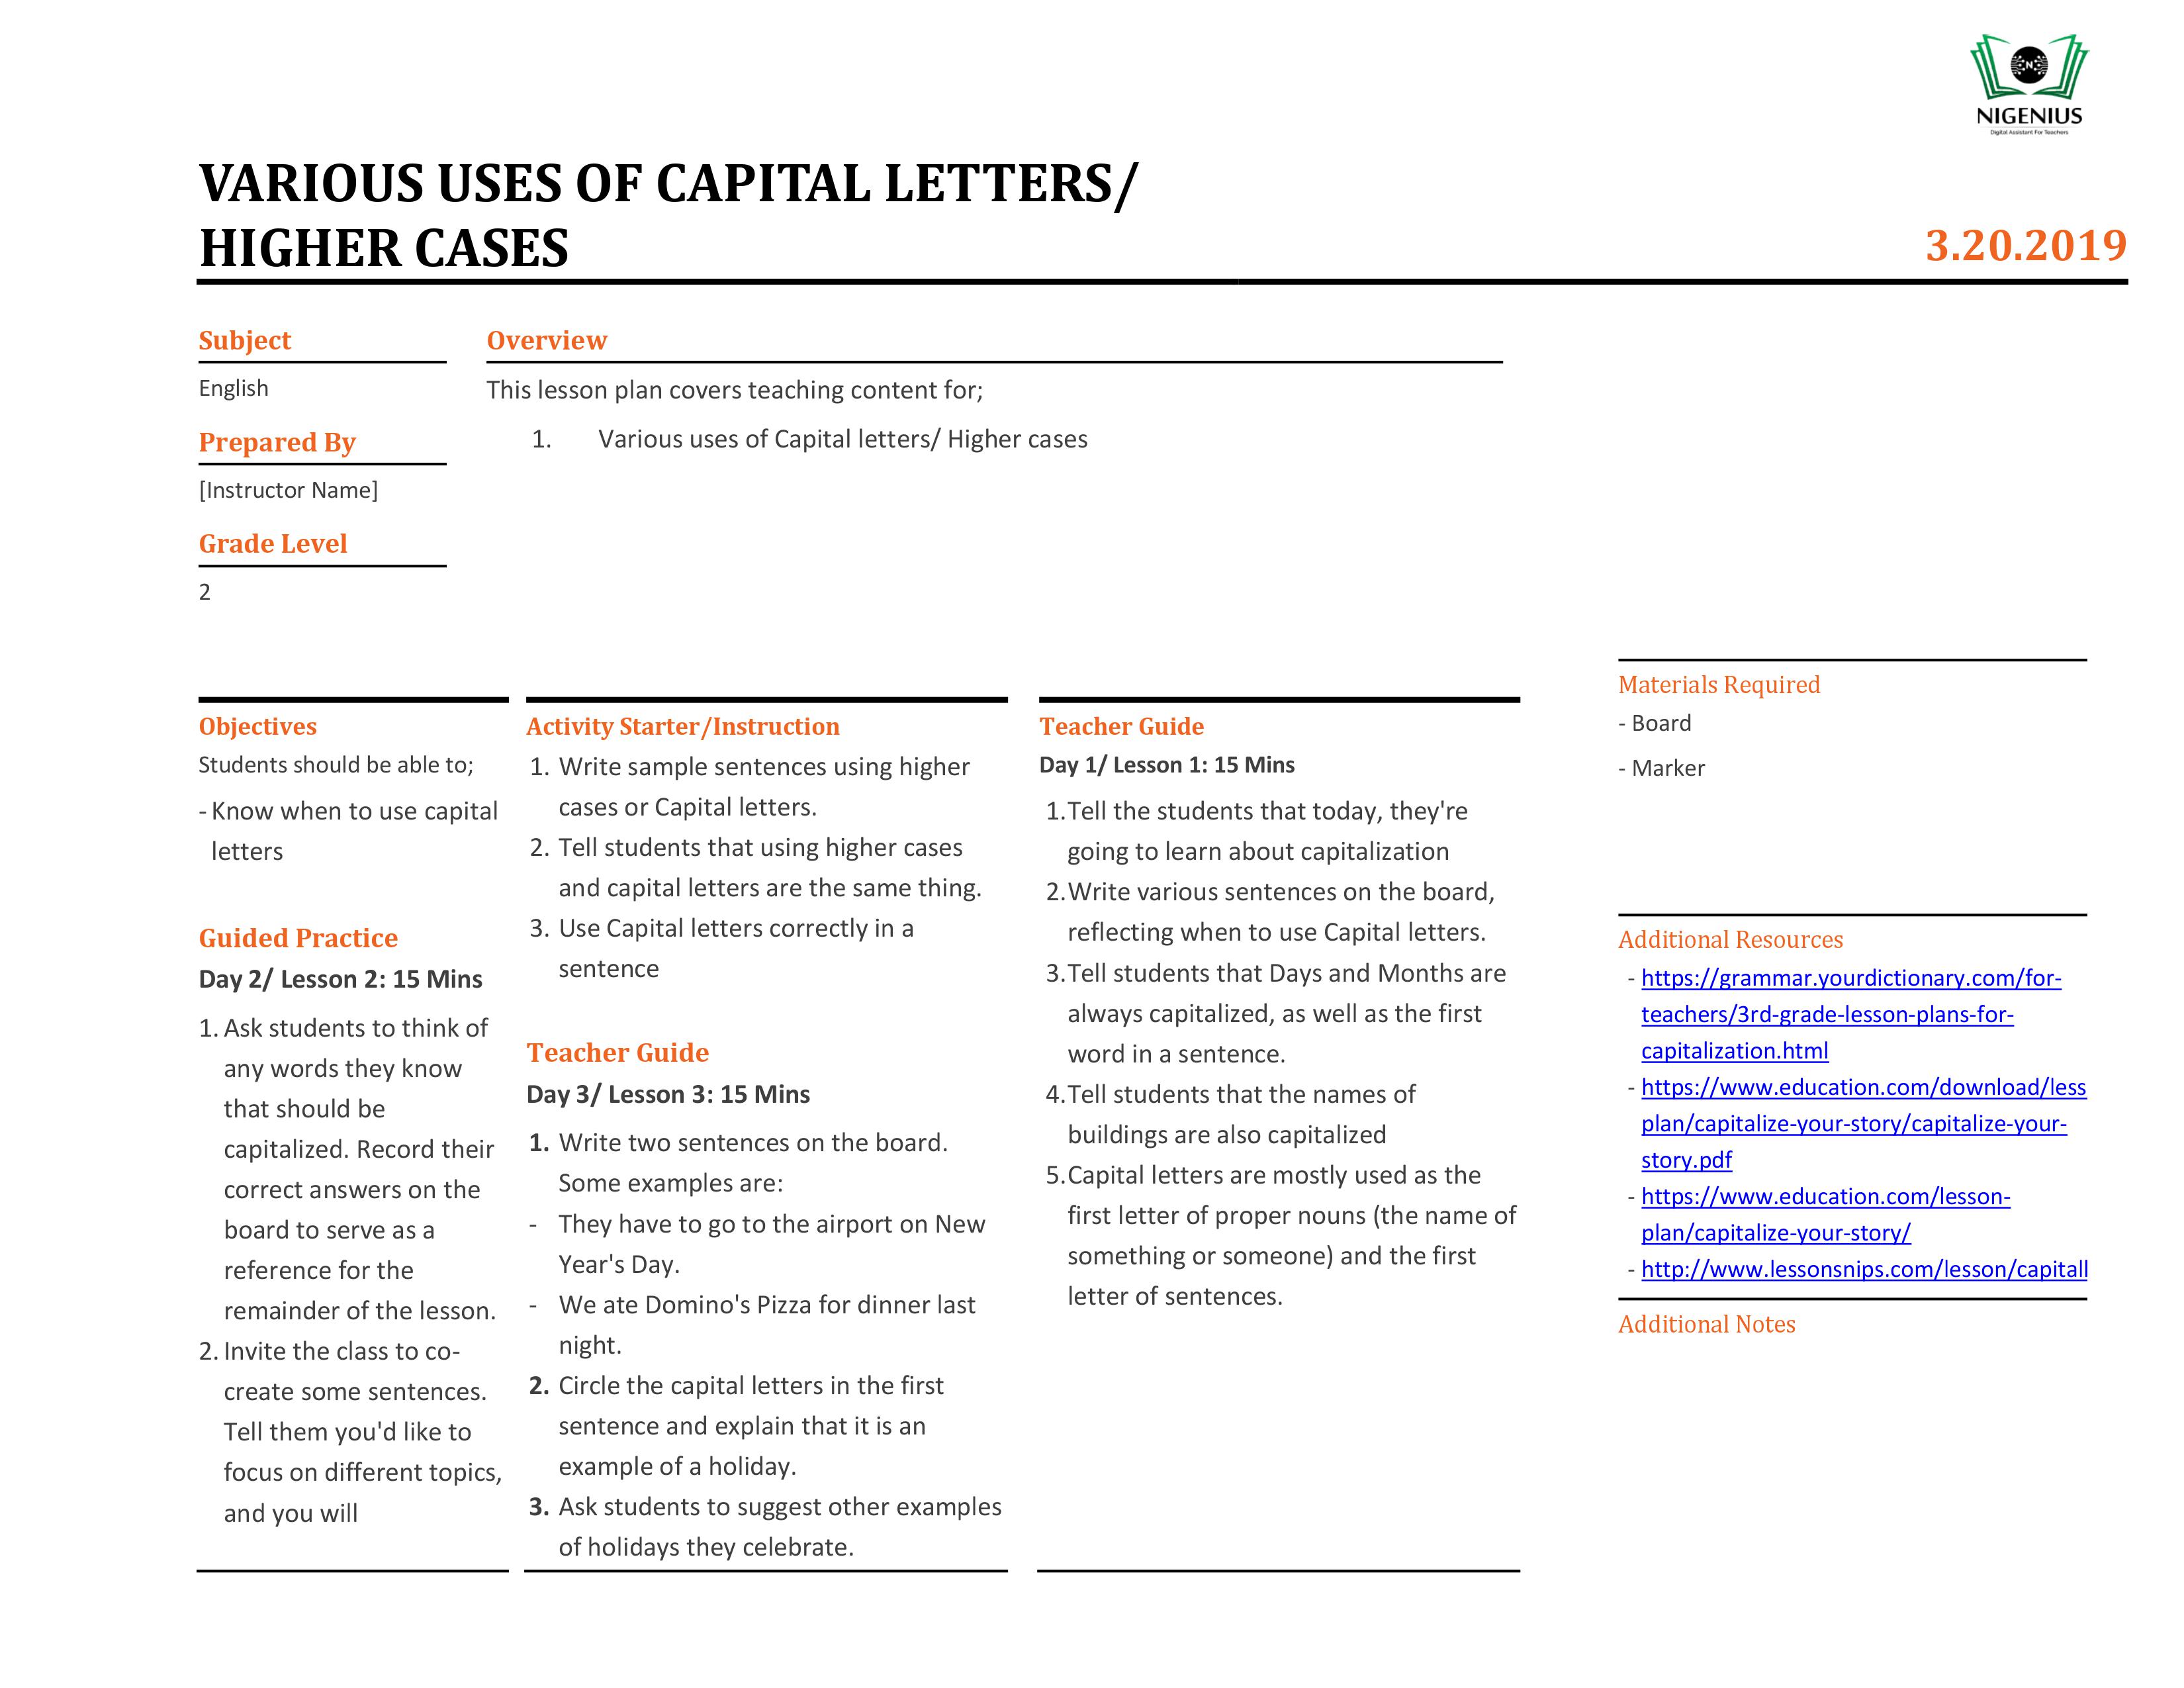 NIGENIUS
Digital Assistant For Teachers
VARIOUS USES OF CAPITAL LETTERS/
HIGHER CASES
3.20.2019
Subject
English
Prepared By
[Instructor Name]
Grade Level
2
Overview
This lesson plan covers teaching content for;
1. Various uses of Capital letters/ Higher cases
Objectives
Students should be able to;
- Know when to use capital
letters
Guided Practice
Day 2/ Lesson 2: 15 Mins
1. Ask students to think of
any words they know
that should be
capitalized. Record their
correct answers on the
board to serve as a
reference for the
remainder of the lesson.
2. Invite the class to co-
create some sentences.
Tell them you'd like to
focus on different topics,
and you will
Activity Starter/Instruction
1. Write sample sentences using higher
cases or Capital letters.
2. Tell students that using higher cases
and capital letters are the same thing.
3. Use Capital letters correctly in a
sentence
Teacher Guide
Day 3/ Lesson 3: 15 Mins
1. Write two sentences on the board.
Some examples are:
- They have to go to the airport on New
Year's Day.
- We ate Domino's Pizza for dinner last
night.
2. Circle the capital letters in the first
sentence and explain that it is an
example of a holiday.
3. Ask students to suggest other examples
of holidays they celebrate.
Teacher Guide
Day 1/ Lesson 1: 15 Mins
1.Tell the students that today, they're
going to learn about capitalization
2.Write various sentences on the board,
reflecting when to use Capital letters.
3.Tell students that Days and Months are
always capitalized, as well as the first
word in a sentence.
4.Tell students that the names of
buildings are also capitalized
5.Capital letters are mostly used as the
first letter of proper nouns (the name of
something or someone) and the first
letter of sentences.
Materials Required
- Board
- Marker
Additional Resources
- https://grammar.yourdictionary.com/for-
teachers/3rd-grade-lesson-plans-for-
capitalization.html
- https://www.education.com/download/less
plan/capitalize-your-story/capitalize-your-
story.pdf
- https://www.education.com/lesson-
plan/capitalize-your-story/
- http://www.lessonsnips.com/lesson/capitall
Additional Notes